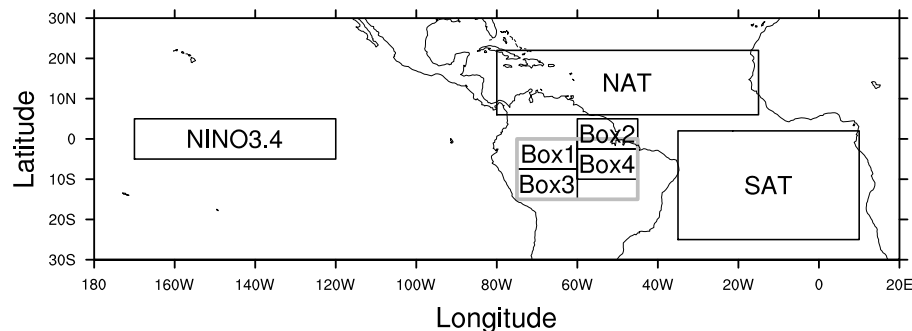 30N
20N
10N
0
10S
20S
30S
Latitude
NINO3.4
NAT
Box2
Box1
Box4
Box3
SAT
180 160W 140W 120W 100W 80W 60W 40W 20W 0 20E
Longitude